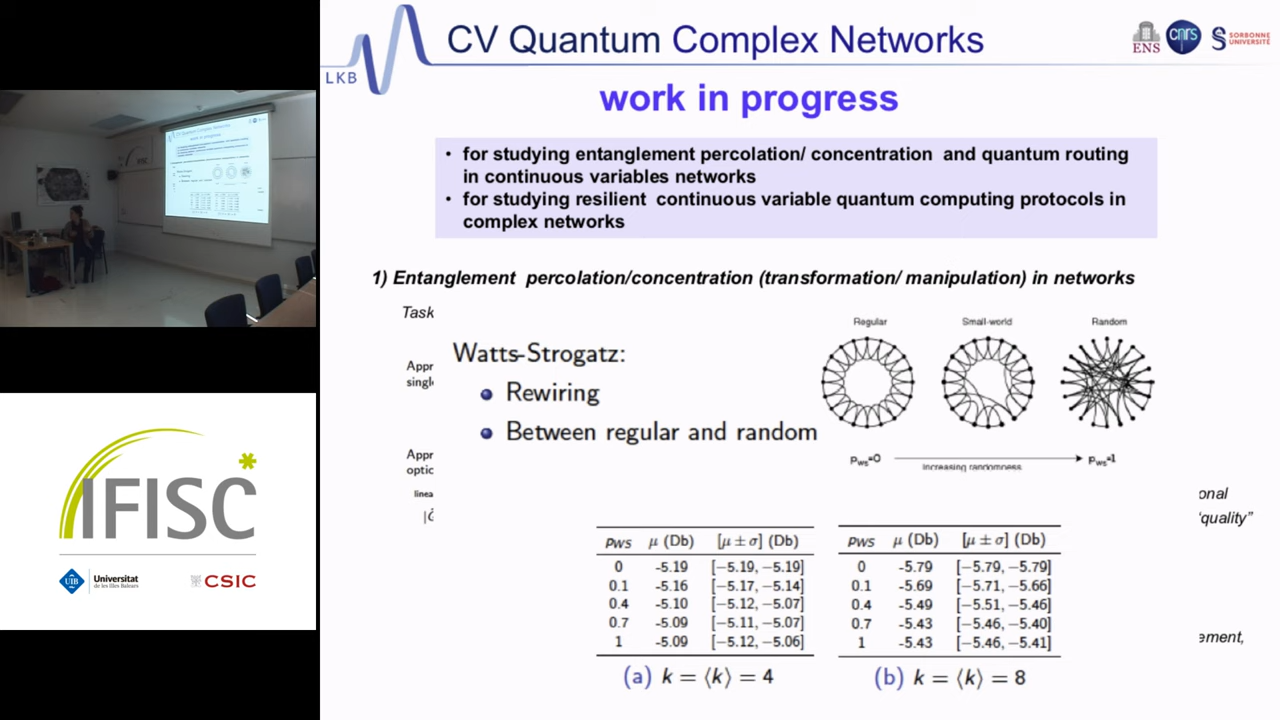 CV Quantum Complex Networks
LKB
ENS
cnrs
SORBONNE
UNIVERSITÉ
work in progress
• for studying entanglement percolation/ concentration and quantum routing
in continuous variables networks
• for studying resilient continuous variable quantum computing protocols in
complex networks
1) Entanglement percolation/concentration (transformation/ manipulation) in networks
Task
Regular Small-world Random
Watts-Strogatz:
Appr
singl
Rewiring
Between regular and random
Appr
optic
pws=0 increasing randomness pws=1
linea
onal
"quality"
pws μ (Db) [μ ± σ] (Db)
0 -5.19 [−5.19, −5.19]
0.1 -5.16 [−5.17, −5.14]
0.4 -5.10 [−5.12, −5.07]
0.7 -5.09 [−5.11, −5.07]
1 -5.09 [−5.12, −5.06]
(a) k = ⟨k⟩ = 4
pws μ (Db) [μ ± σ] (Db)
0 -5.79 [−5.79, −5.79]
0.1 -5.69 [−5.71, −5.66]
0.4 -5.49 [−5.51, −5.46]
0.7 -5.43 [−5.46, −5.40]
1 -5.43 [−5.46, −5.41]
(b) k = ⟨k⟩ = 8
ement,
IFISC
UIB
Universitat
de les Illes Balears
CSIC